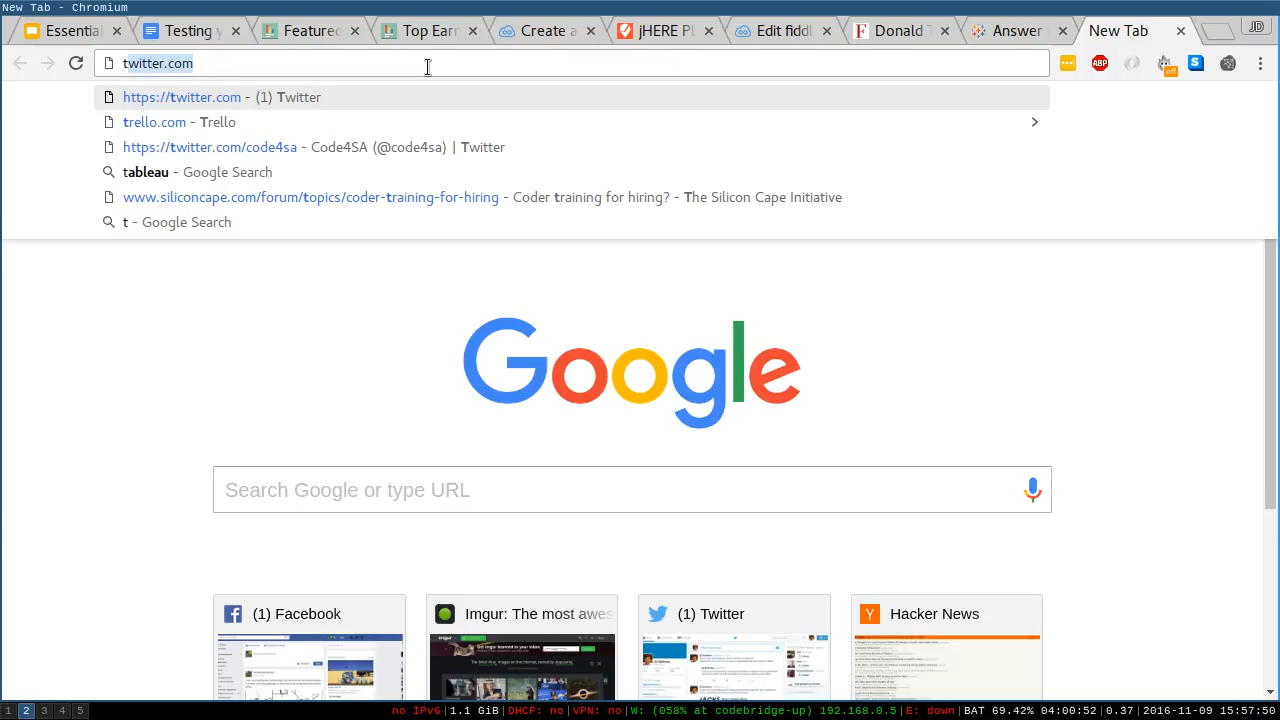 New Tab - Chromium
Essential Testing y Feature Top Earn Create a jHERE Pl Edit fiddl Donald T Answer New Tab JD
twitter.com ABP off S
https://twitter.com - (1) Twitter
trello.com - Trello
https://twitter.com/code4sa - Code4SA (@code4sa) | Twitter
tableau - Google Search
www.siliconcape.com/forum/topics/coder-training-for-hiring - Coder training for hiring? - The Silicon Cape Initiative
t - Google Search
Google
Search Google or type URL
(1) Facebook Imgur: The most awes (1) Twitter Y Hacker News
1 2 3 4 5 no IPv6|1.1 GiB|DHCP: no|VPN: no|W: (058% at codebridge-up) 192.168.0.5|E: down|BAT 69.42% 04:00:52|0.37|2016-11-09 15:57:50